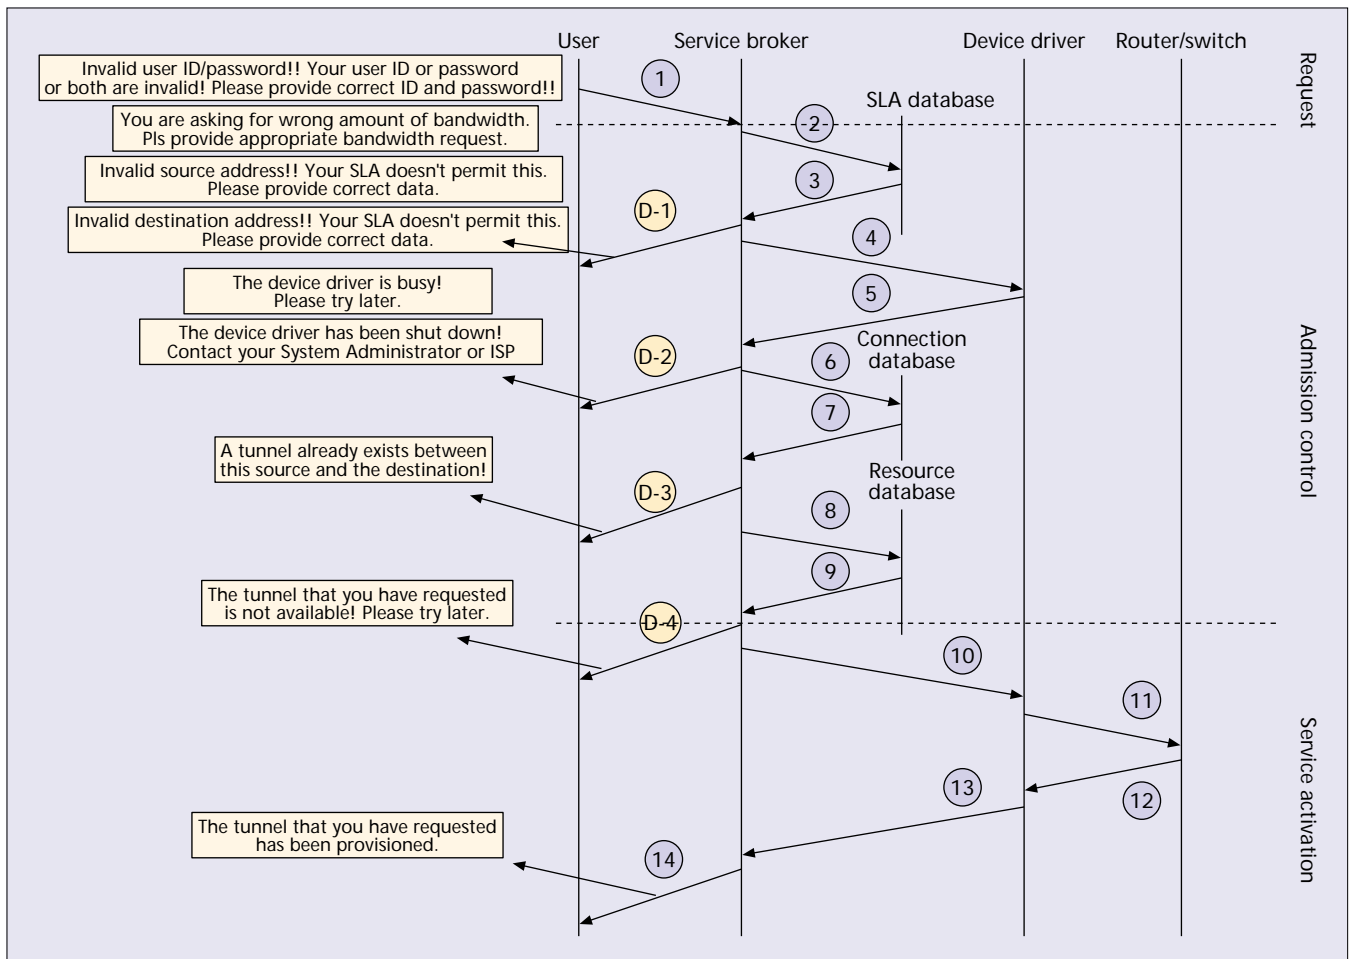 User
Service broker
Device driver
Router/switch
Request
Invalid user ID/password!! Your user ID or password
or both are invalid! Please provide correct ID and password!!
1
SLA database
You are asking for wrong amount of bandwidth.
Pls provide appropriate bandwidth request.
2
Invalid source address!! Your SLA doesn't permit this.
Please provide correct data.
3
D-1
Invalid destination address!! Your SLA doesn't permit this.
Please provide correct data.
4
The device driver is busy!
Please try later.
5
The device driver has been shut down!
Contact your System Administrator or ISP
D-2
Connection
database
6
Admission control
7
A tunnel already exists between
this source and the destination!
Resource
database
D-3
8
9
The tunnel that you have requested
is not available! Please try later.
D-4
10
11
Service activation
13
12
The tunnel that you have requested
has been provisioned.
14